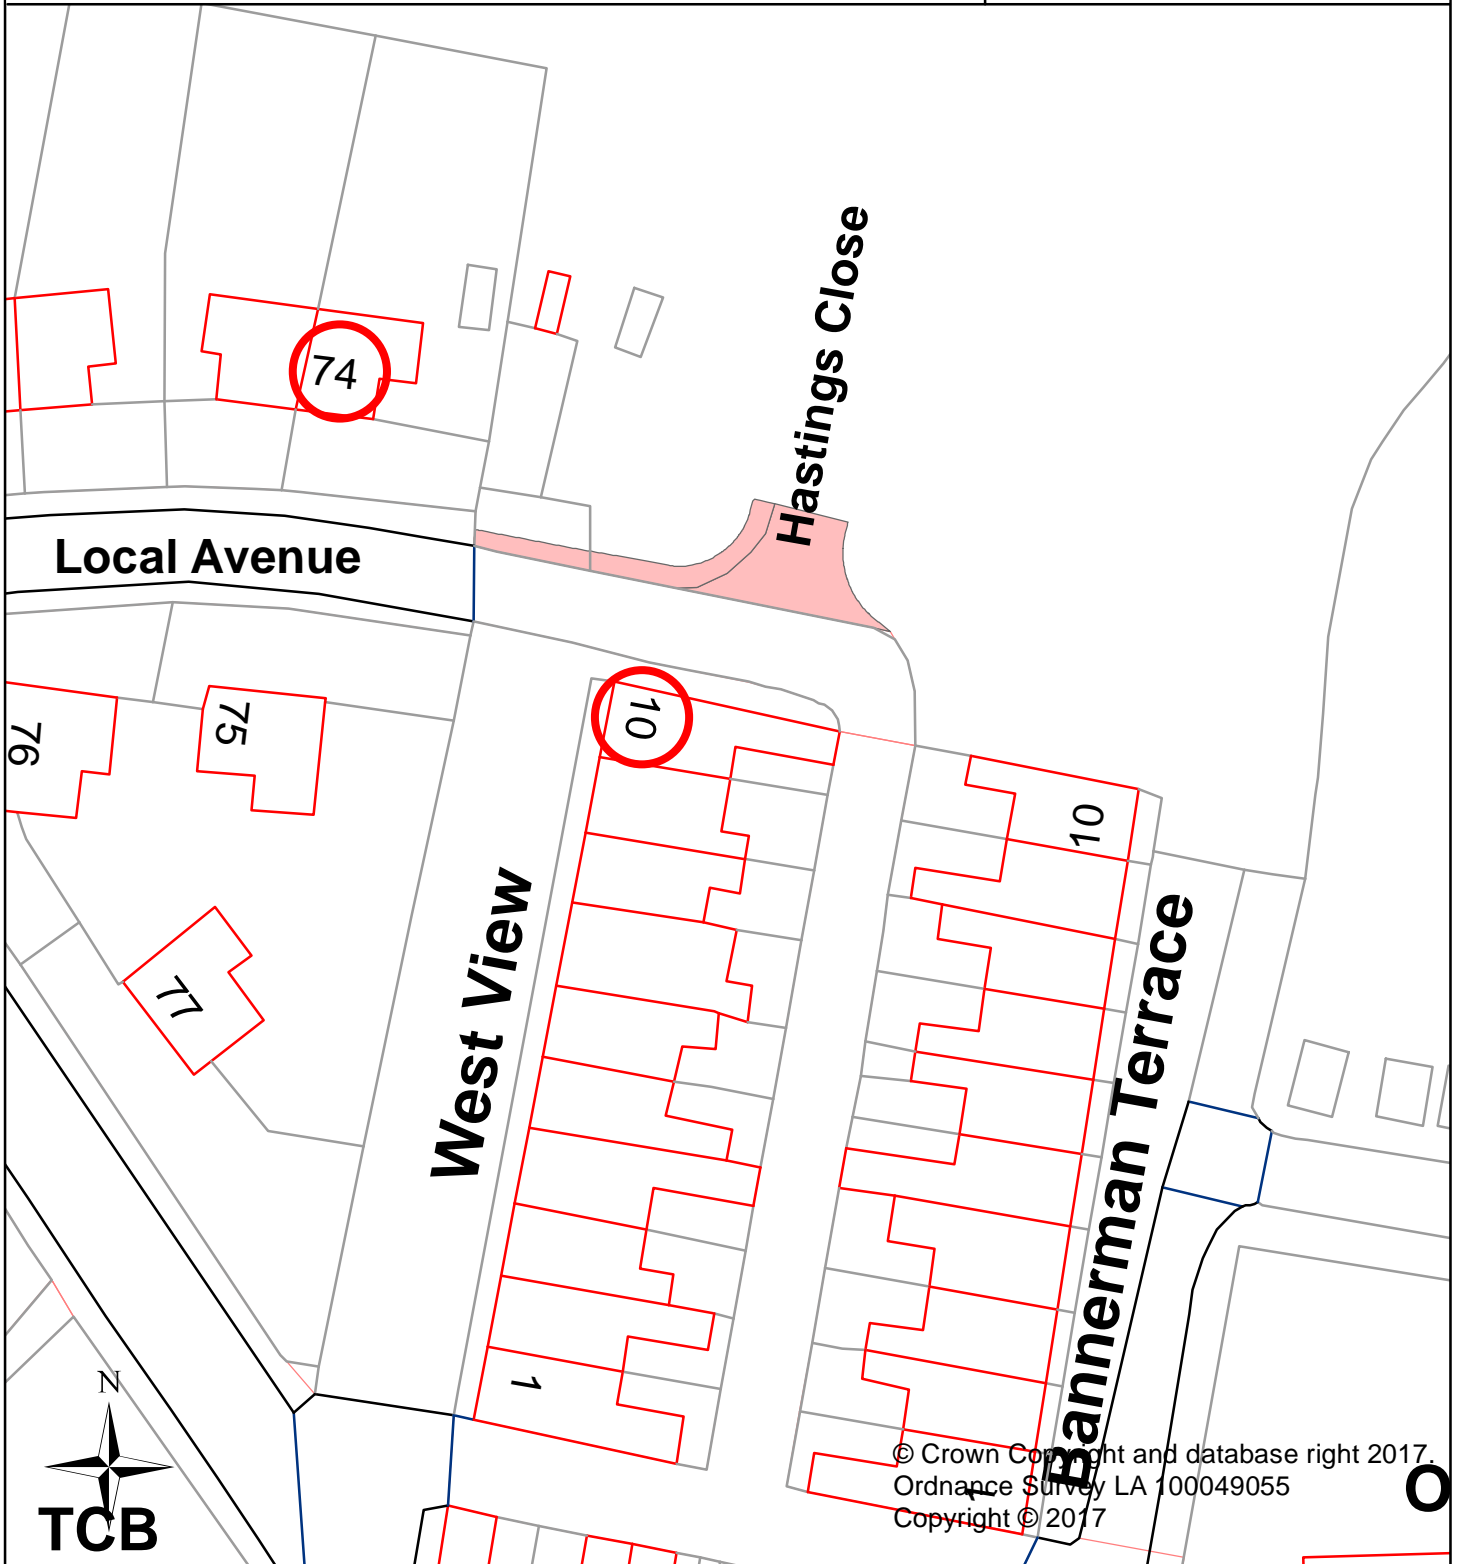 Hastings Close
74
Local Avenue
10
75
76
10
West View
77
Bannerman Terrace
1
1
N
TCB
© Crown Copyright and database right 2017.
Ordnance Survey LA 100049055
Copyright © 2017
O